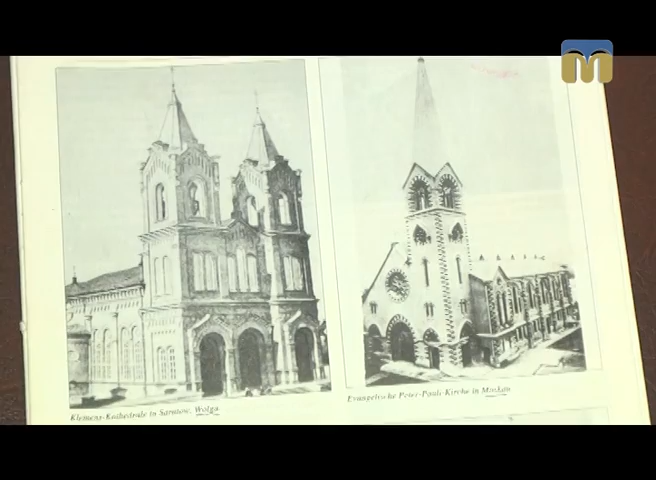 Klemens-Kathedrale in Saratow, Wolga
Evangelische Peter-Pauls-Kirche in Moskau